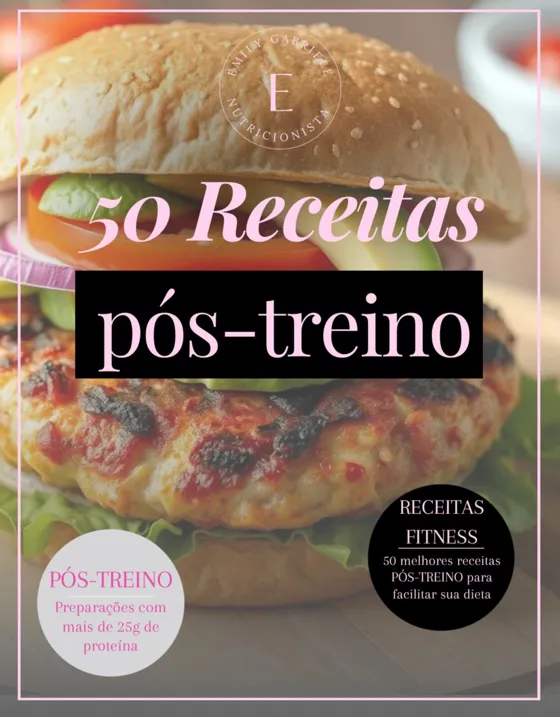 EMILY GABRIELE
E
NUTRICIONISTA
50 Receitas
pós-treino
RECEITAS
FITNESS
50 melhores receitas
PÓS-TREINO para
facilitar sua dieta
PÓS-TREINO
Preparações com
mais de 25g de
proteína